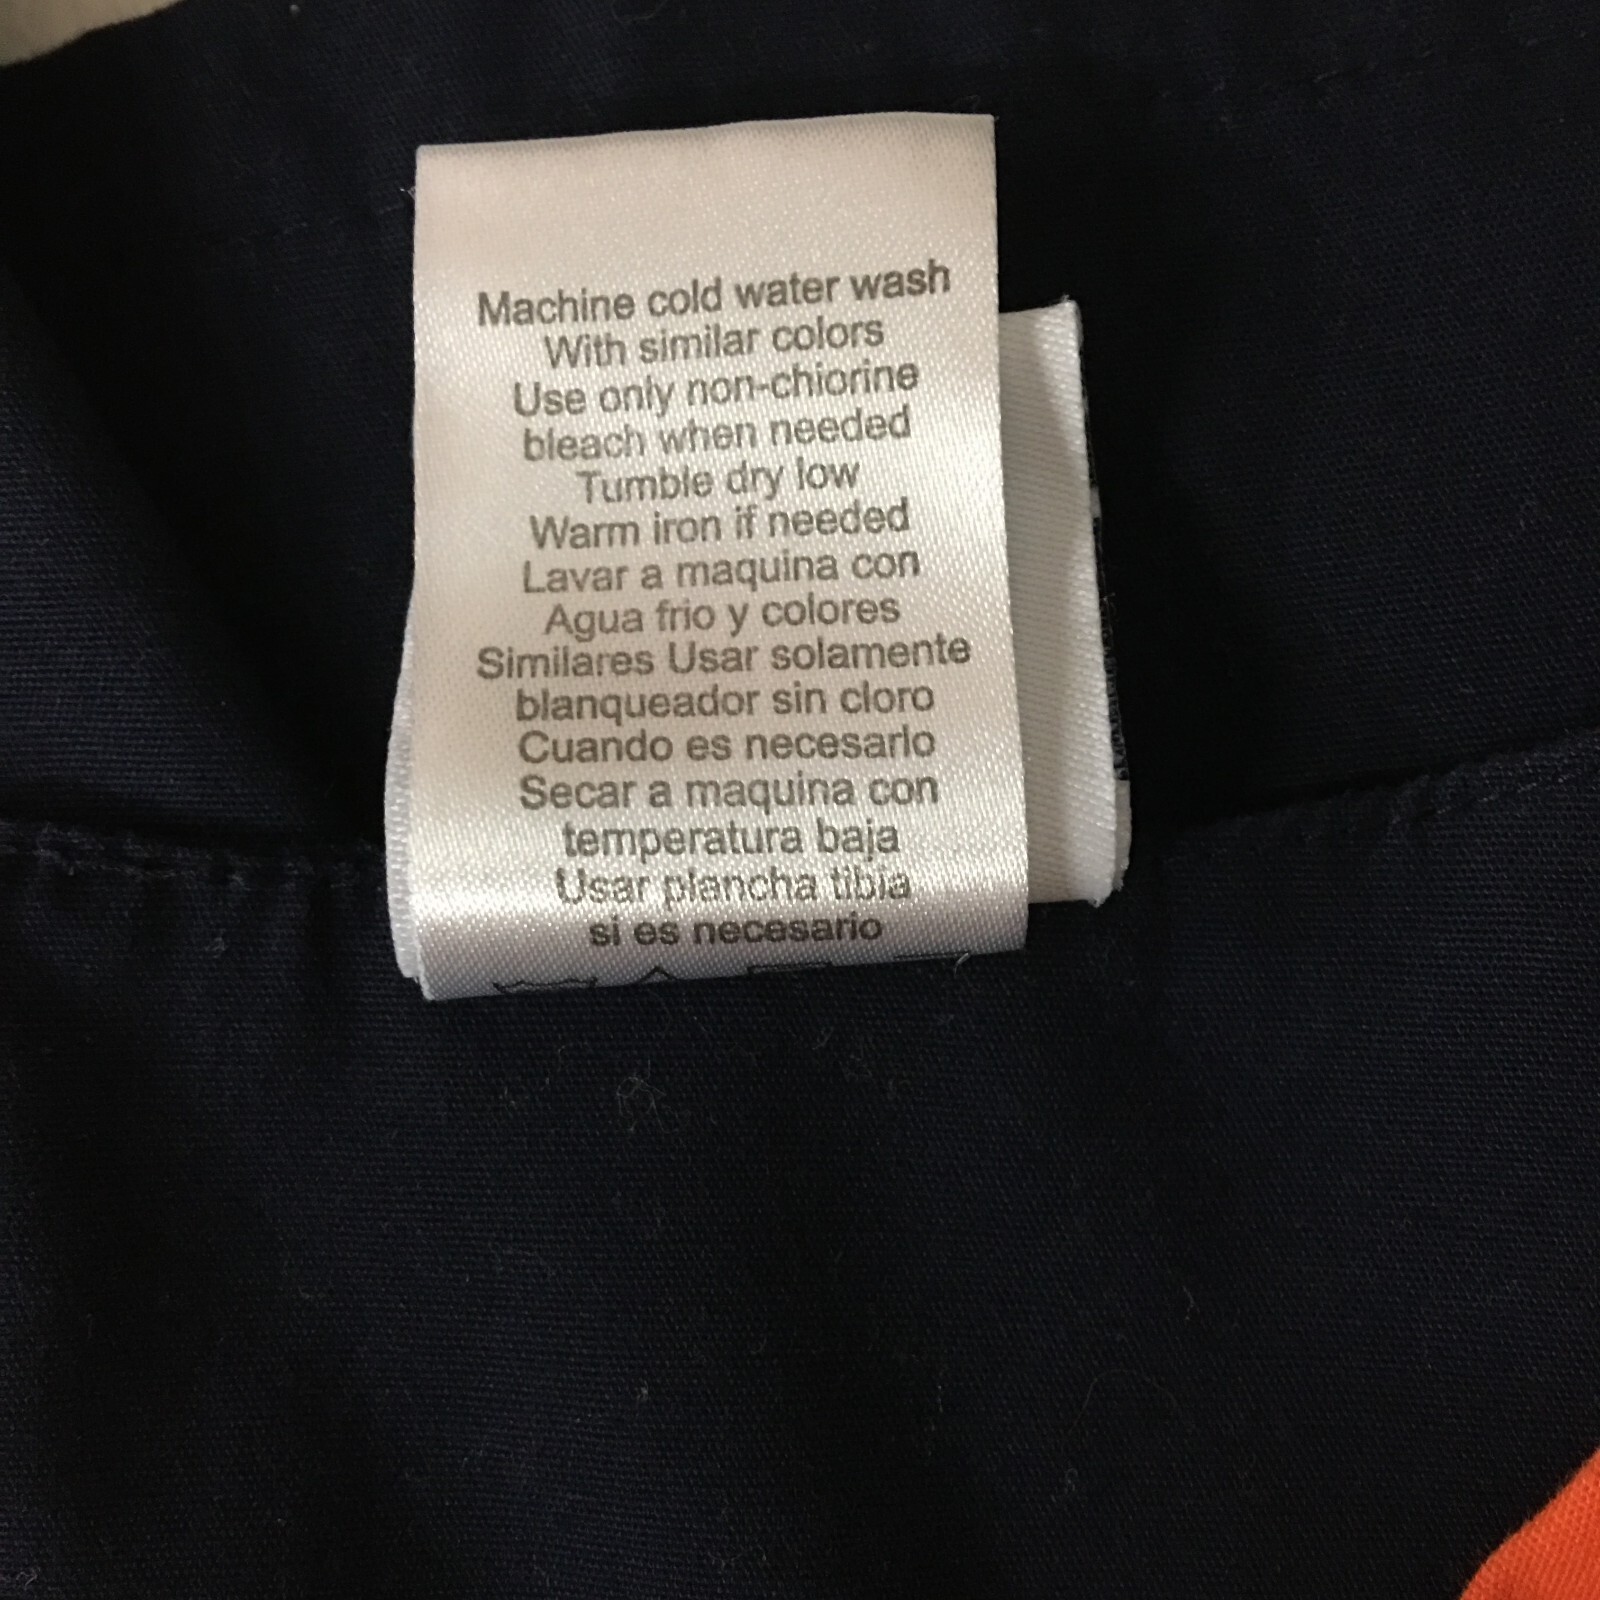 Machine cold water wash
With similar colors
Use only non-chiorine
bleach when needed
Tumble dry low
Warm iron if needed
Lavar a maquina con
Agua frio y colores
Similares Usar solamente
blanqueador sin cloro
Cuando es necesario
Secar a maquina con
temperatura baja
Usar plancha tibia
si es necesario